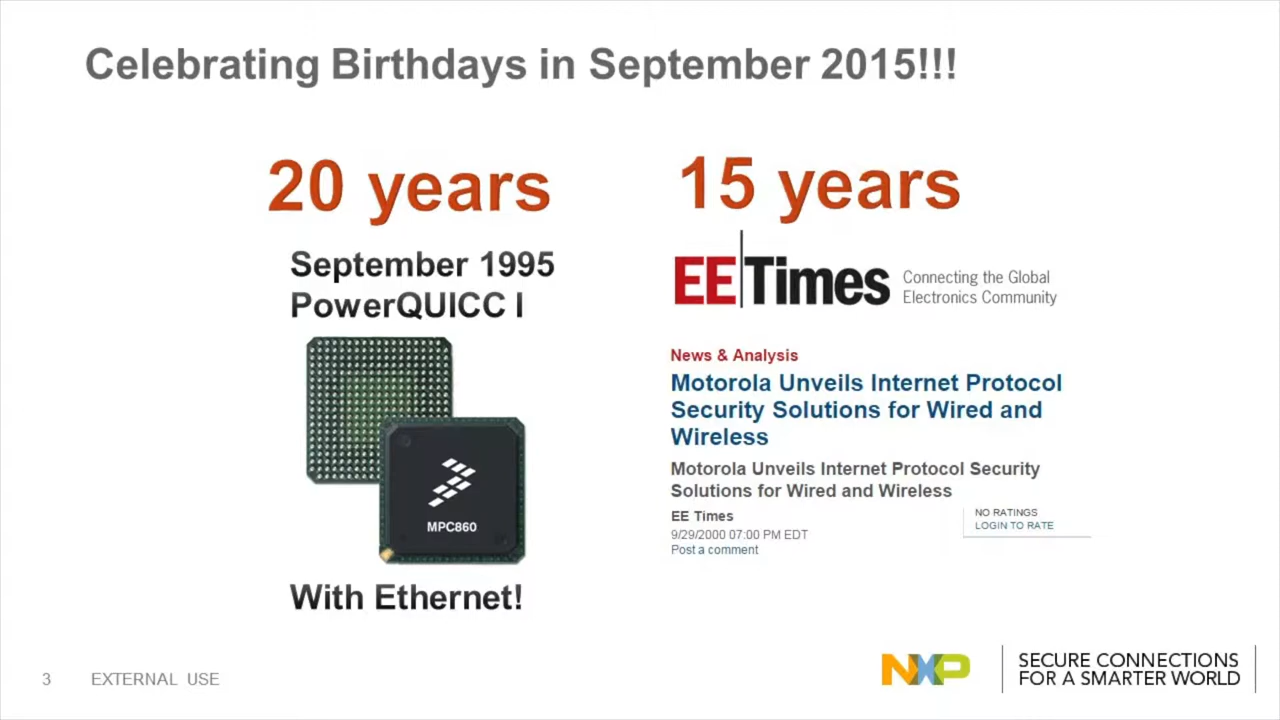 Celebrating Birthdays in September 2015!!!
20 years
September 1995
PowerQUICC I
MPC860
With Ethernet!
15 years
EE Times
Connecting the Global
Electronics Community
News & Analysis
Motorola Unveils Internet Protocol
Security Solutions for Wired and
Wireless
Motorola Unveils Internet Protocol Security
Solutions for Wired and Wireless
EE Times
9/29/2000 07:00 PM EDT
Post a comment
NO RATINGS
LOGIN TO RATE
3 EXTERNAL USE
NXP
SECURE CONNECTIONS
FOR A SMARTER WORLD